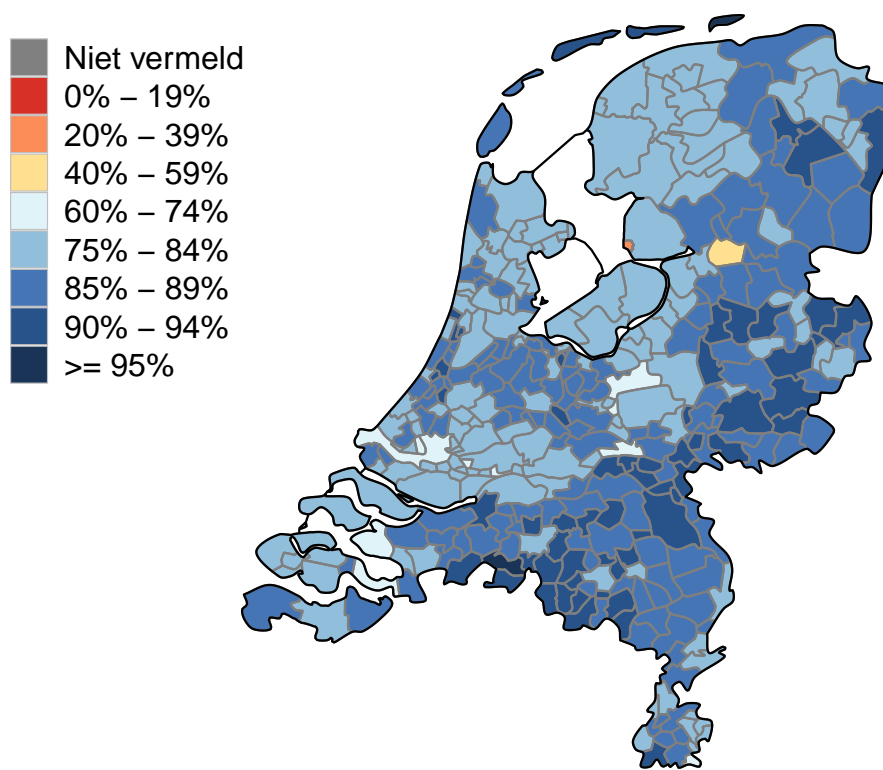 Niet vermeld
0% – 19%
20% – 39%
40% – 59%
60% – 74%
75% – 84%
85% – 89%
90% – 94%
>= 95%